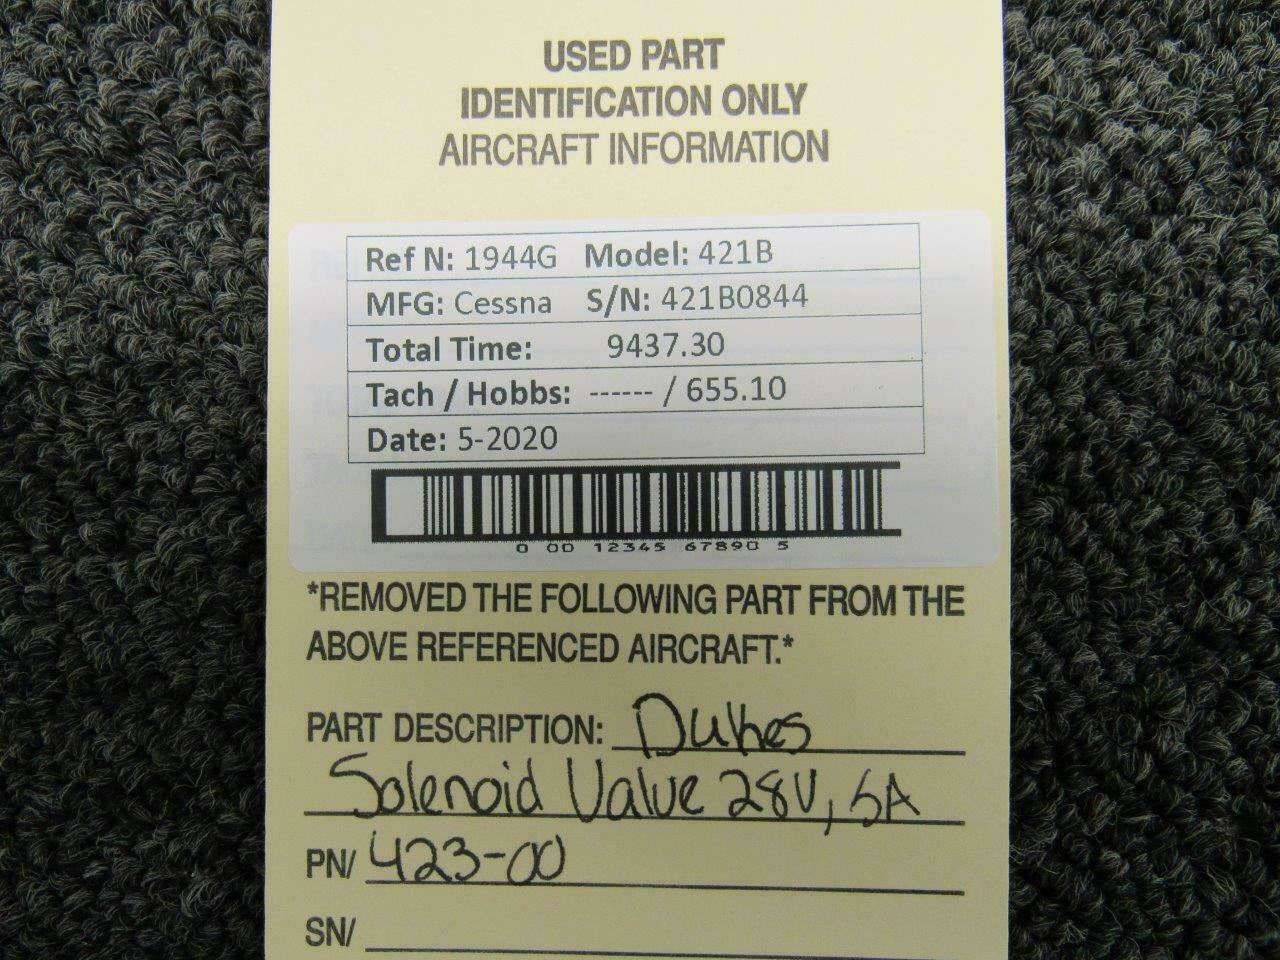 USED PART
IDENTIFICATION ONLY
AIRCRAFT INFORMATION
Ref N: 1944G Model: 421B
MFG: Cessna S/N: 421B0844
Total Time: 9437.30
Tach / Hobbs: ------ / 655.10
Date: 5-2020
0 00 12345 67890 5
*REMOVED THE FOLLOWING PART FROM THE
ABOVE REFERENCED AIRCRAFT.*
PART DESCRIPTION: Dukes
Solenoid Valve 28V, 5A
PN/ 423-00
SN/